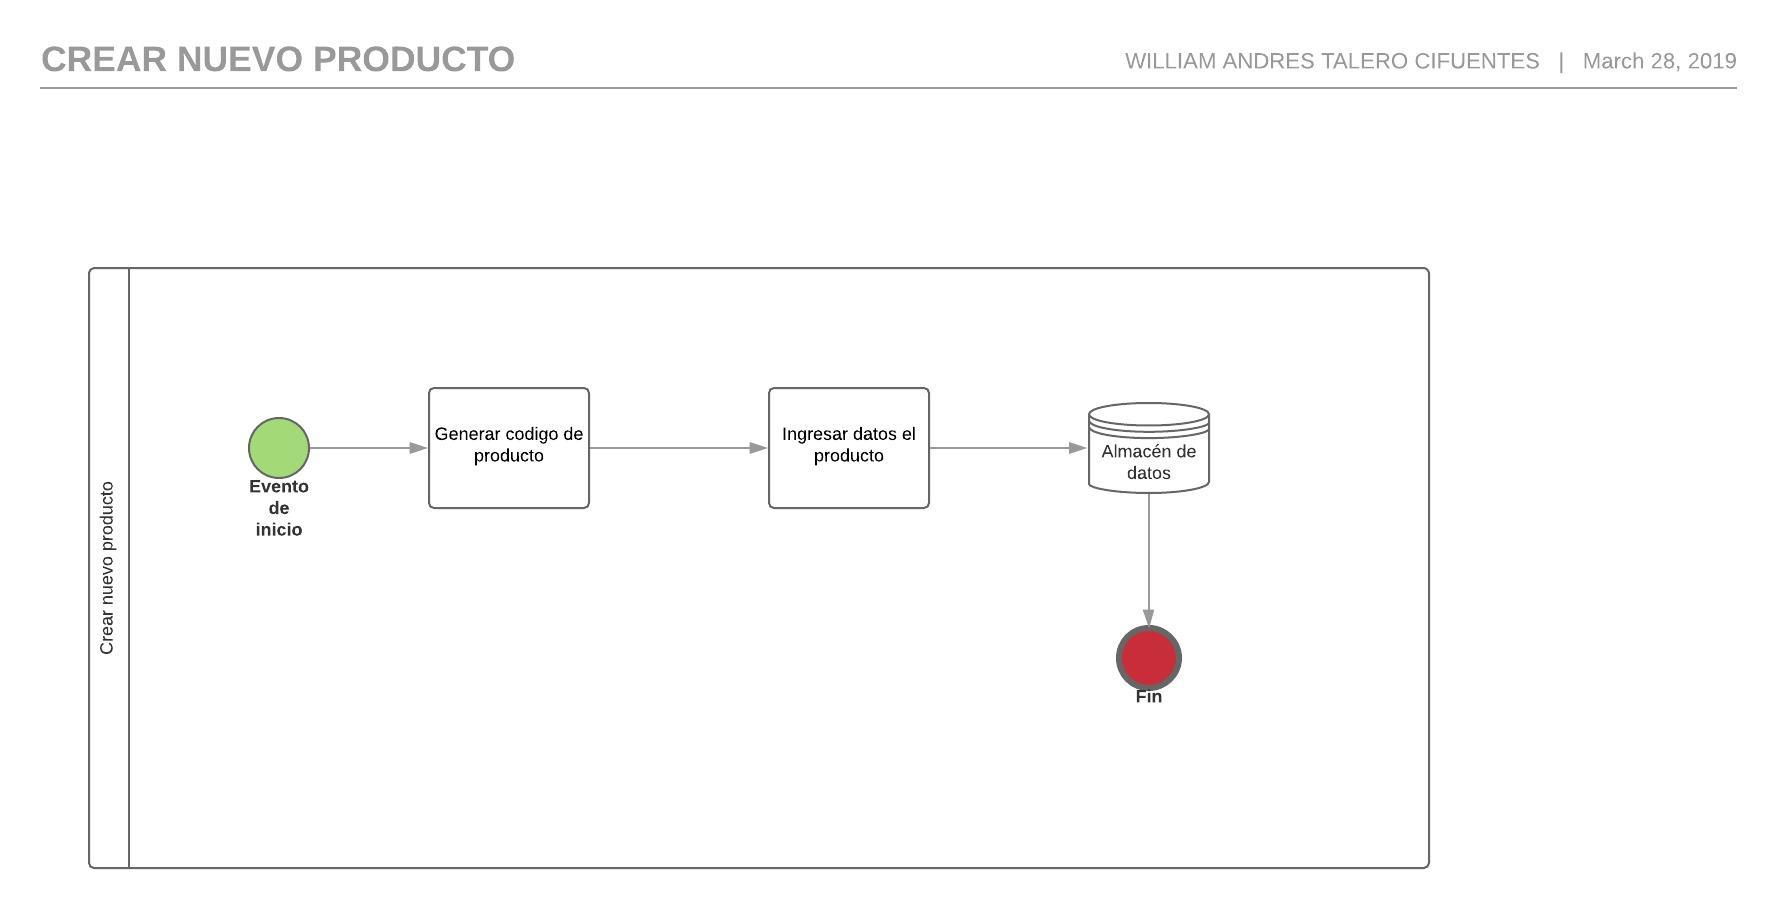 CREAR NUEVO PRODUCTO
WILLIAM ANDRES TALERO CIFUENTES | March 28, 2019
Crear nuevo producto
Evento
de
inicio
Generar codigo de
producto
Ingresar datos el
producto
Almacén de
datos
Fin